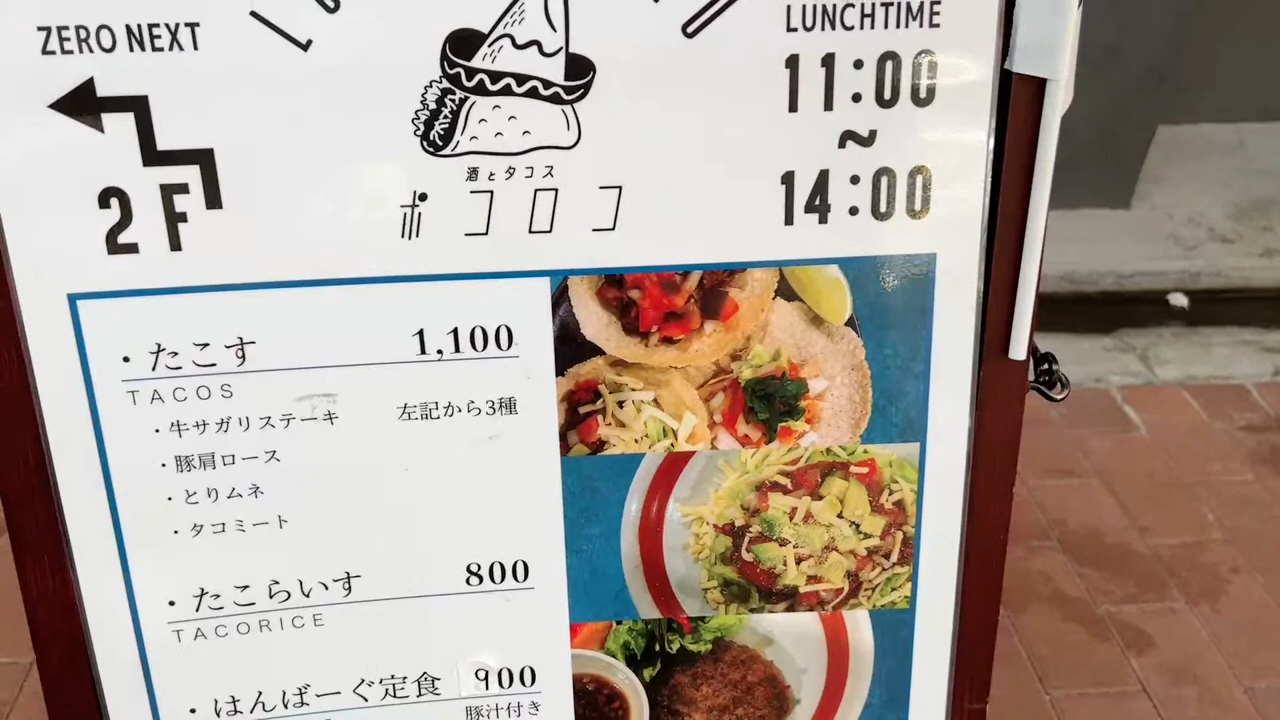 ZERO NEXT
2F
酒とタコス
ポコロコ
LUNCHTIME
11:00
~
14:00
・たこす 1,100
TACOS
・牛サガリステーキ 左記から3種
・豚肩ロース
・とりムネ
・タコミート
・たこらいす 800
TACORICE
・はんばーぐ定食 900
豚汁付き